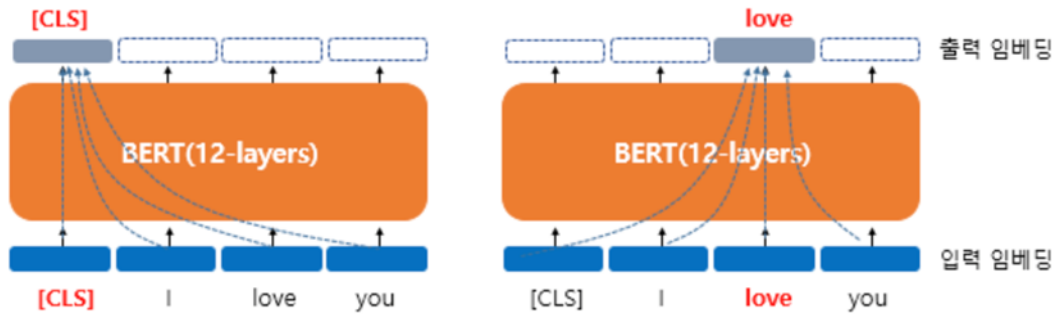 [CLS] love
출력 임베딩
BERT(12-layers) BERT(12-layers)
입력 임베딩
[CLS] I love you [CLS] I love you